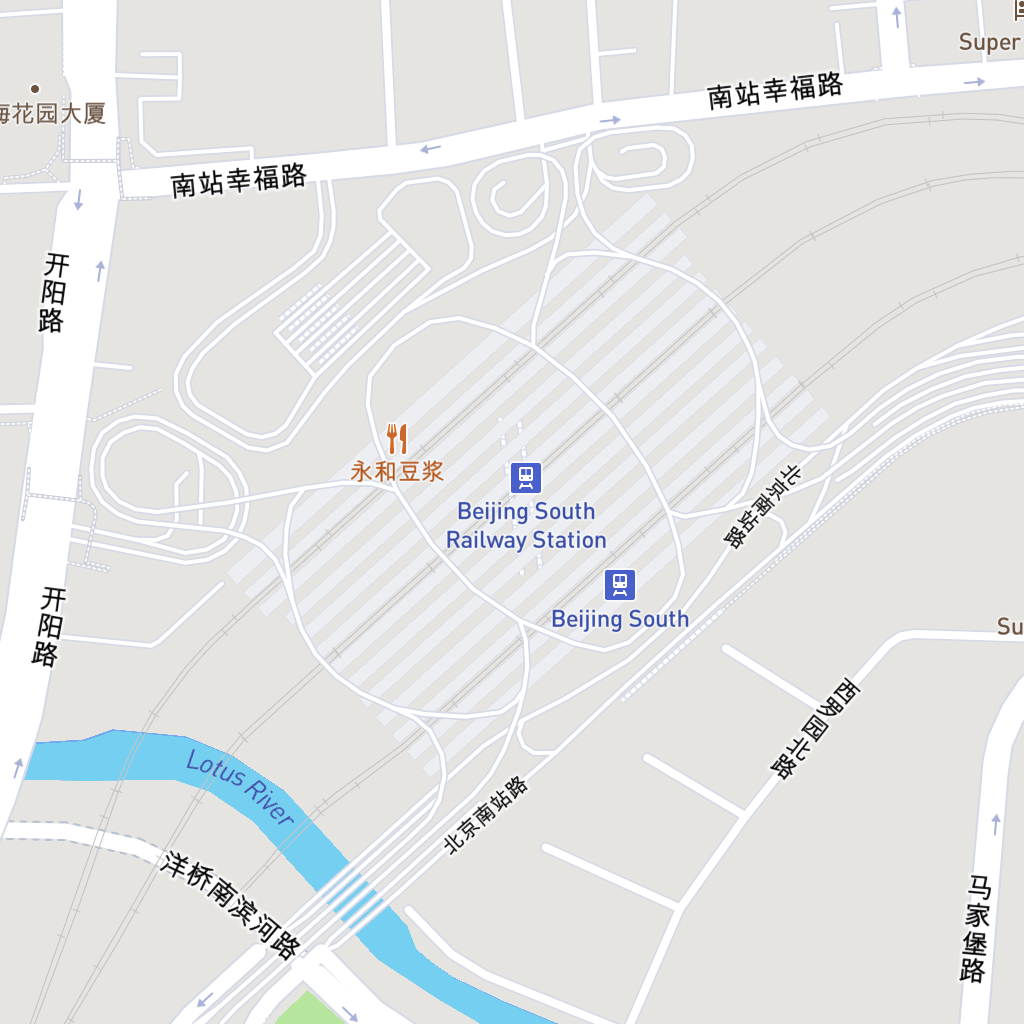 Super
南站幸福路
海花园大厦
南站幸福路
开阳路
永和豆浆
北京南站路
Beijing South
Railway Station
Beijing South
开阳路
Su
西罗园北路
Lotus River
北京南站路
洋桥南滨河路
马家堡路